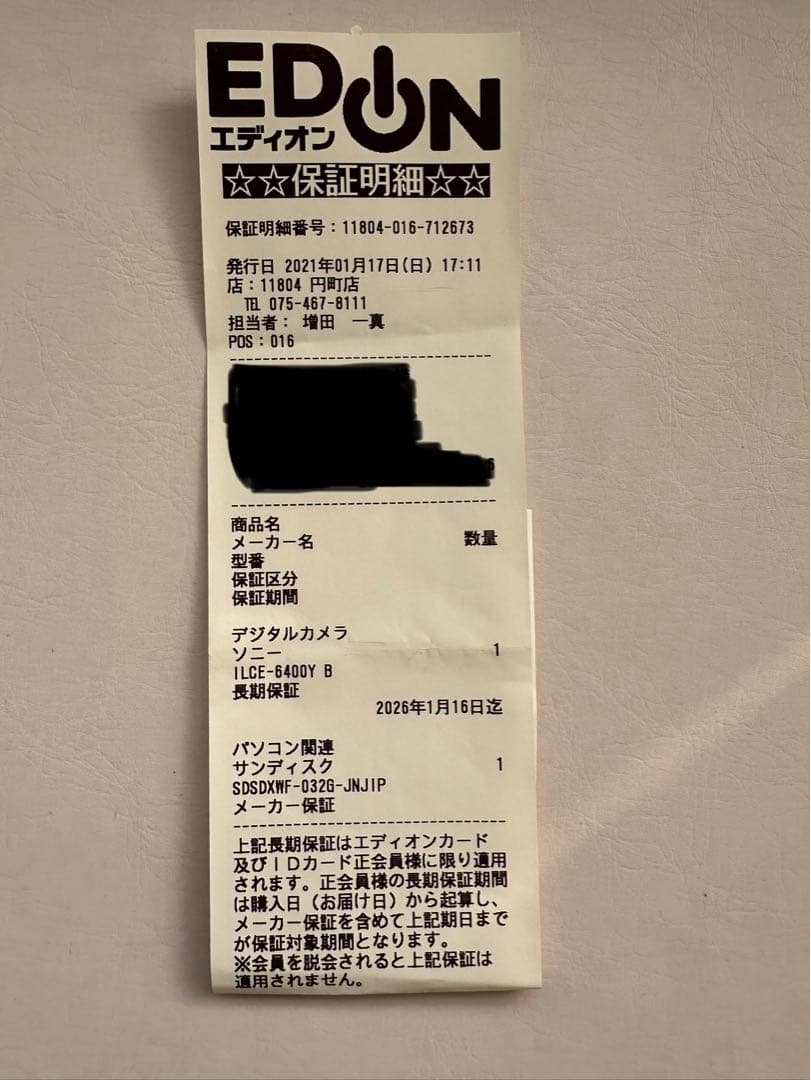 EDION
エディオン
☆☆保証明細☆☆
保証明細番号:11804-016-712673
発行日 2021年01月17日(日) 17:11
店:11804 円町店
TEL 075-467-8111
担当者: 増田 一真
POS:016
6
商品名
メーカー名 数量
型番
保証区分
保証期間
デジタルカメラ
ソニー 1
ILCE-6400Y B
長期保証
2026年1月16日迄
パソコン関連
サンディスク 1
SDSDXWF-032G-JNJIP
メーカー保証
上記長期保証はエディオンカード
及びIDカード正会員様に限り適用
されます。正会員様の長期保証期間
は購入日(お届け日)から起算し、
メーカー保証を含めて上記期日まで
が保証対象期間となります。
※会員を脱会されると上記保証は
適用されません。